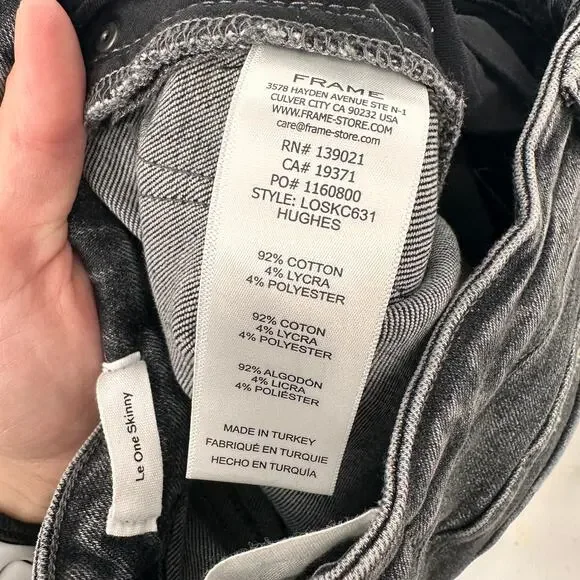 FRAME
3578 HAYDEN AVENUE STE N-1
CULVER CITY CA 90232 USA
WWW.FRAME-STORE.COM
care@frame-store.com
RN# 139021
CA# 19371
PO# 1160800
STYLE: LOSKC631
HUGHES
92% COTTON
4% LYCRA
4% POLYESTER
92% COTON
4% LYCRA
4% POLYESTER
92% ALGODÓN
4% LICRA
4% POLIÉSTER
MADE IN TURKEY
FABRIQUÉ EN TURQUIE
HECHO EN TURQUÍA
Le One Skinny